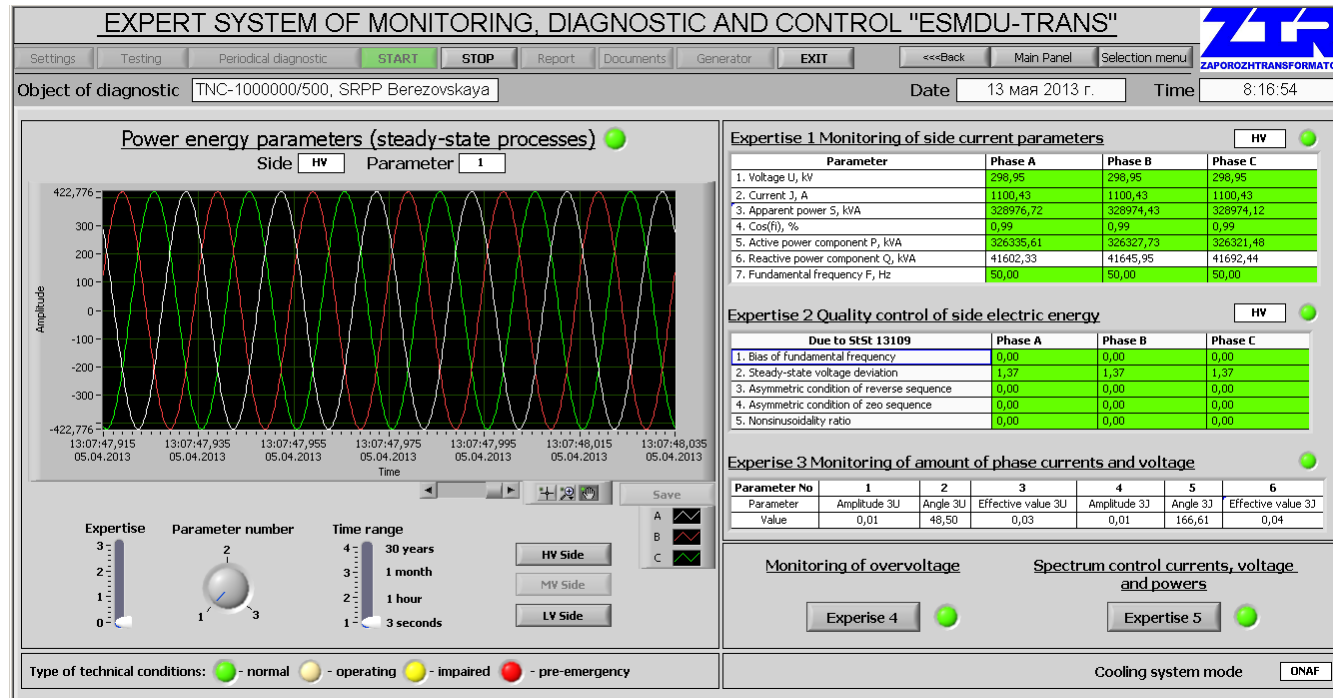 EXPERT SYSTEM OF MONITORING, DIAGNOSTIC AND CONTROL "ESMDU-TRANS"
ZTR
ZAPOROZHTRANSFORMATO
Settings Testing Periodical diagnostic START STOP Report Documents Generator EXIT <<<Back Main Panel Selection menu
Object of diagnostic TNC-1000000/500, SRPP Berezovskaya Date 13 мая 2013 г. Time 8:16:54
Power energy parameters (steady-state processes)
Side HV Parameter 1
422,776
300
200
100
0
-100
-200
-300
-422,776
Amplitude
13:07:47,915 13:07:47,935 13:07:47,955 13:07:47,975 13:07:47,995 13:07:48,015 13:07:48,035
05.04.2013 05.04.2013 05.04.2013 05.04.2013 05.04.2013 05.04.2013 05.04.2013
Time
Save
A
B
C
Expertise
3
2
1
0
Parameter number
2
1 3
Time range
4 30 years
3 1 month
2 1 hour
1 3 seconds
HV Side
MV Side
LV Side
Type of technical conditions: - normal - operating - impaired - pre-emergency
Expertise 1 Monitoring of side current parameters HV
Parameter Phase A Phase B Phase C
1. Voltage U, kV 298,95 298,95 298,95
2. Current J, A 1100,43 1100,43 1100,43
3. Apparent power S, kVA 328976,72 328974,43 328974,12
4. Cos(fi), % 0,99 0,99 0,99
5. Active power component P, kVA 326335,61 326327,73 326321,48
6. Reactive power component Q, kVA 41602,33 41645,95 41692,44
7. Fundamental frequency F, Hz 50,00 50,00 50,00
Expertise 2 Quality control of side electric energy HV
Due to StSt 13109 Phase A Phase B Phase C
1. Bias of fundamental frequency 0,00 0,00 0,00
2. Steady-state voltage deviation 1,37 1,37 1,37
3. Asymmetric condition of reverse sequence 0,00 0,00 0,00
4. Asymmetric condition of zeo sequence 0,00 0,00 0,00
5. Nonsinusoidality ratio 0,00 0,00 0,00
Experise 3 Monitoring of amount of phase currents and voltage
Parameter No 1 2 3 4 5 6
Parameter Amplitude 3U Angle 3U Effective value 3U Amplitude 3J Angle 3J Effective value 3J
Value 0,01 48,50 0,03 0,01 166,61 0,04
Monitoring of overvoltage
Experise 4
Spectrum control currents, voltage
and powers
Expertise 5
Cooling system mode ONAF